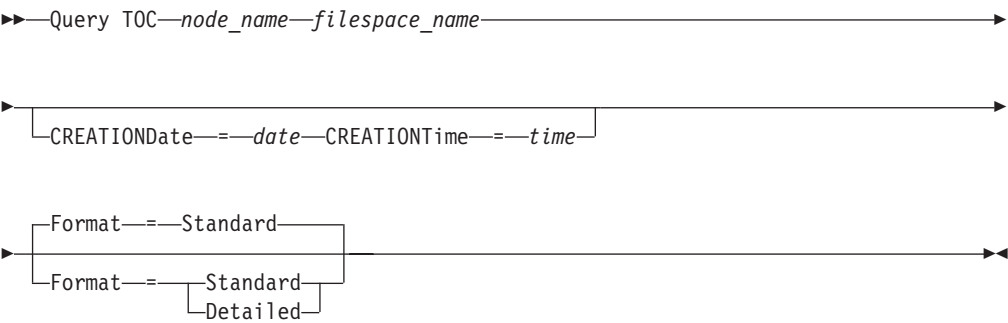 Query TOC node_name filespace_name
CREATIONDate = date CREATIONTime = time
Format = Standard
Format = Standard
Detailed